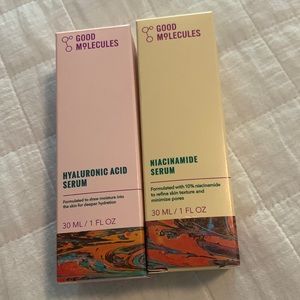 GOOD
MOLECULES
HYALURONIC ACID
SERUM
Formulated to draw moisture into
the skin for deeper hydration
30 ML / 1 FL OZ
GOOD
MOLECULES
NIACINAMIDE
SERUM
Formulated with 10% niacinamide
to refine skin texture and
minimize pores
30 ML / 1 FL OZ